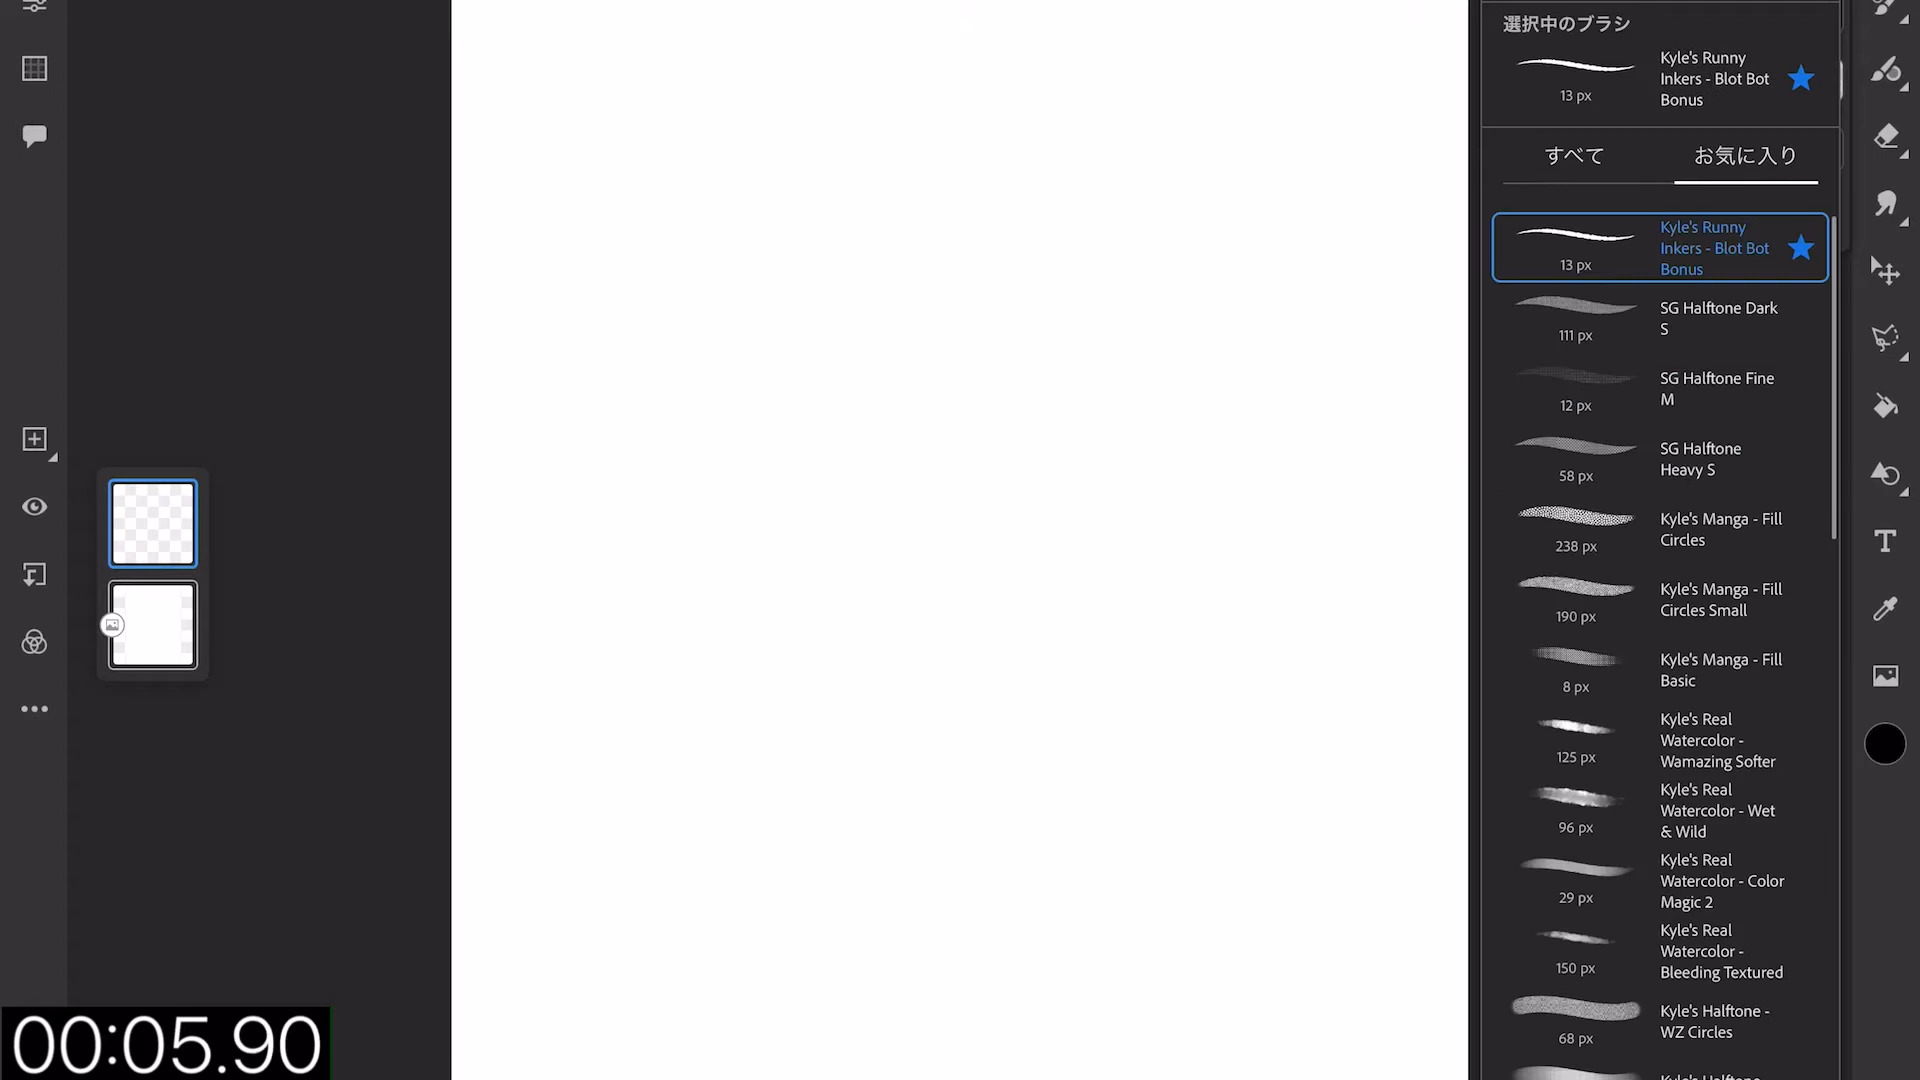 選択中のブラシ
Kyle's Runny
Inkers - Blot Bot
Bonus
13 px
すべて
お気に入り
Kyle's Runny
Inkers - Blot Bot
Bonus
13 px
SG Halftone Dark
S
111 px
SG Halftone Fine
M
12 px
SG Halftone
Heavy S
58 px
Kyle's Manga - Fill
Circles
238 px
Kyle's Manga - Fill
Circles Small
190 px
Kyle's Manga - Fill
Basic
8 px
Kyle's Real
Watercolor -
Wamazing Softer
125 px
Kyle's Real
Watercolor - Wet
& Wild
96 px
Kyle's Real
Watercolor - Color
Magic 2
29 px
Kyle's Real
Watercolor -
Bleeding Textured
150 px
Kyle's Halftone -
WZ Circles
68 px
T
00:05.90